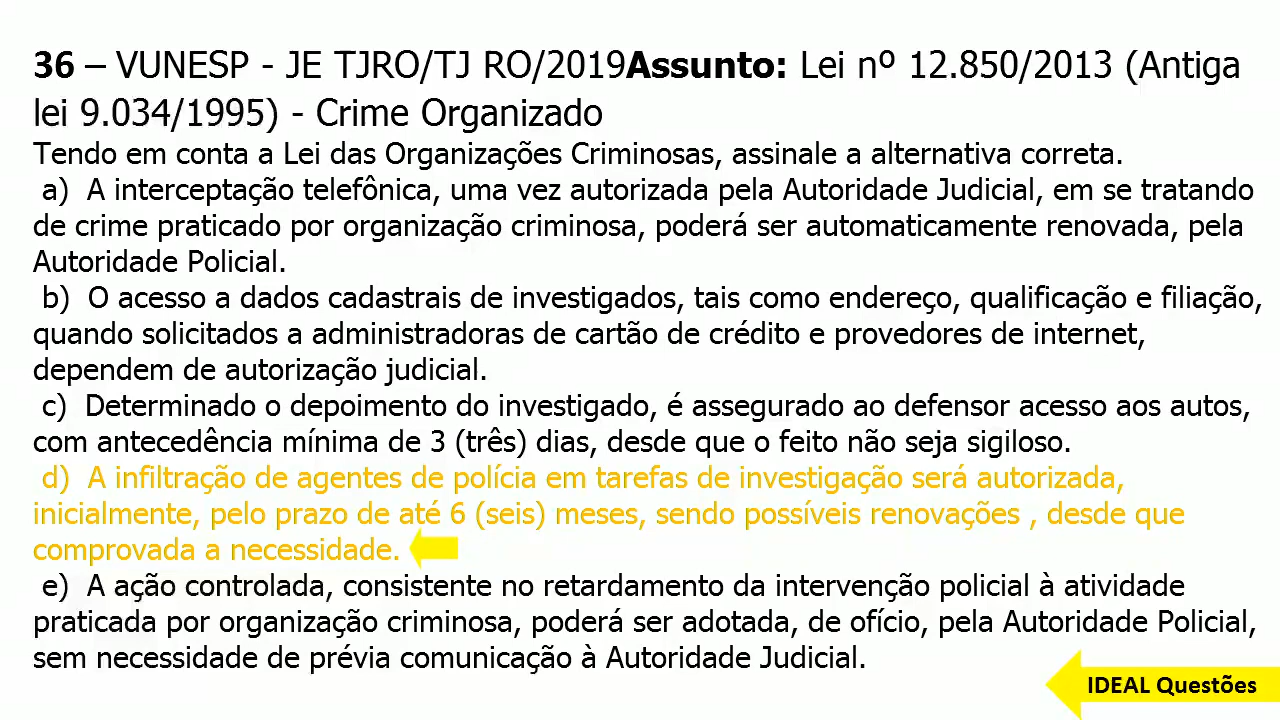 36 – VUNESP - JE TJRO/TJ RO/2019Assunto: Lei nº 12.850/2013 (Antiga
lei 9.034/1995) - Crime Organizado
Tendo em conta a Lei das Organizações Criminosas, assinale a alternativa correta.
a) A interceptação telefônica, uma vez autorizada pela Autoridade Judicial, em se tratando
de crime praticado por organização criminosa, poderá ser automaticamente renovada, pela
Autoridade Policial.
b) O acesso a dados cadastrais de investigados, tais como endereço, qualificação e filiação,
quando solicitados a administradoras de cartão de crédito e provedores de internet,
dependem de autorização judicial.
c) Determinado o depoimento do investigado, é assegurado ao defensor acesso aos autos,
com antecedência mínima de 3 (três) dias, desde que o feito não seja sigiloso.
d) A infiltração de agentes de polícia em tarefas de investigação será autorizada,
inicialmente, pelo prazo de até 6 (seis) meses, sendo possíveis renovações , desde que
comprovada a necessidade.
e) A ação controlada, consistente no retardamento da intervenção policial à atividade
praticada por organização criminosa, poderá ser adotada, de ofício, pela Autoridade Policial,
sem necessidade de prévia comunicação à Autoridade Judicial.
IDEAL Questões